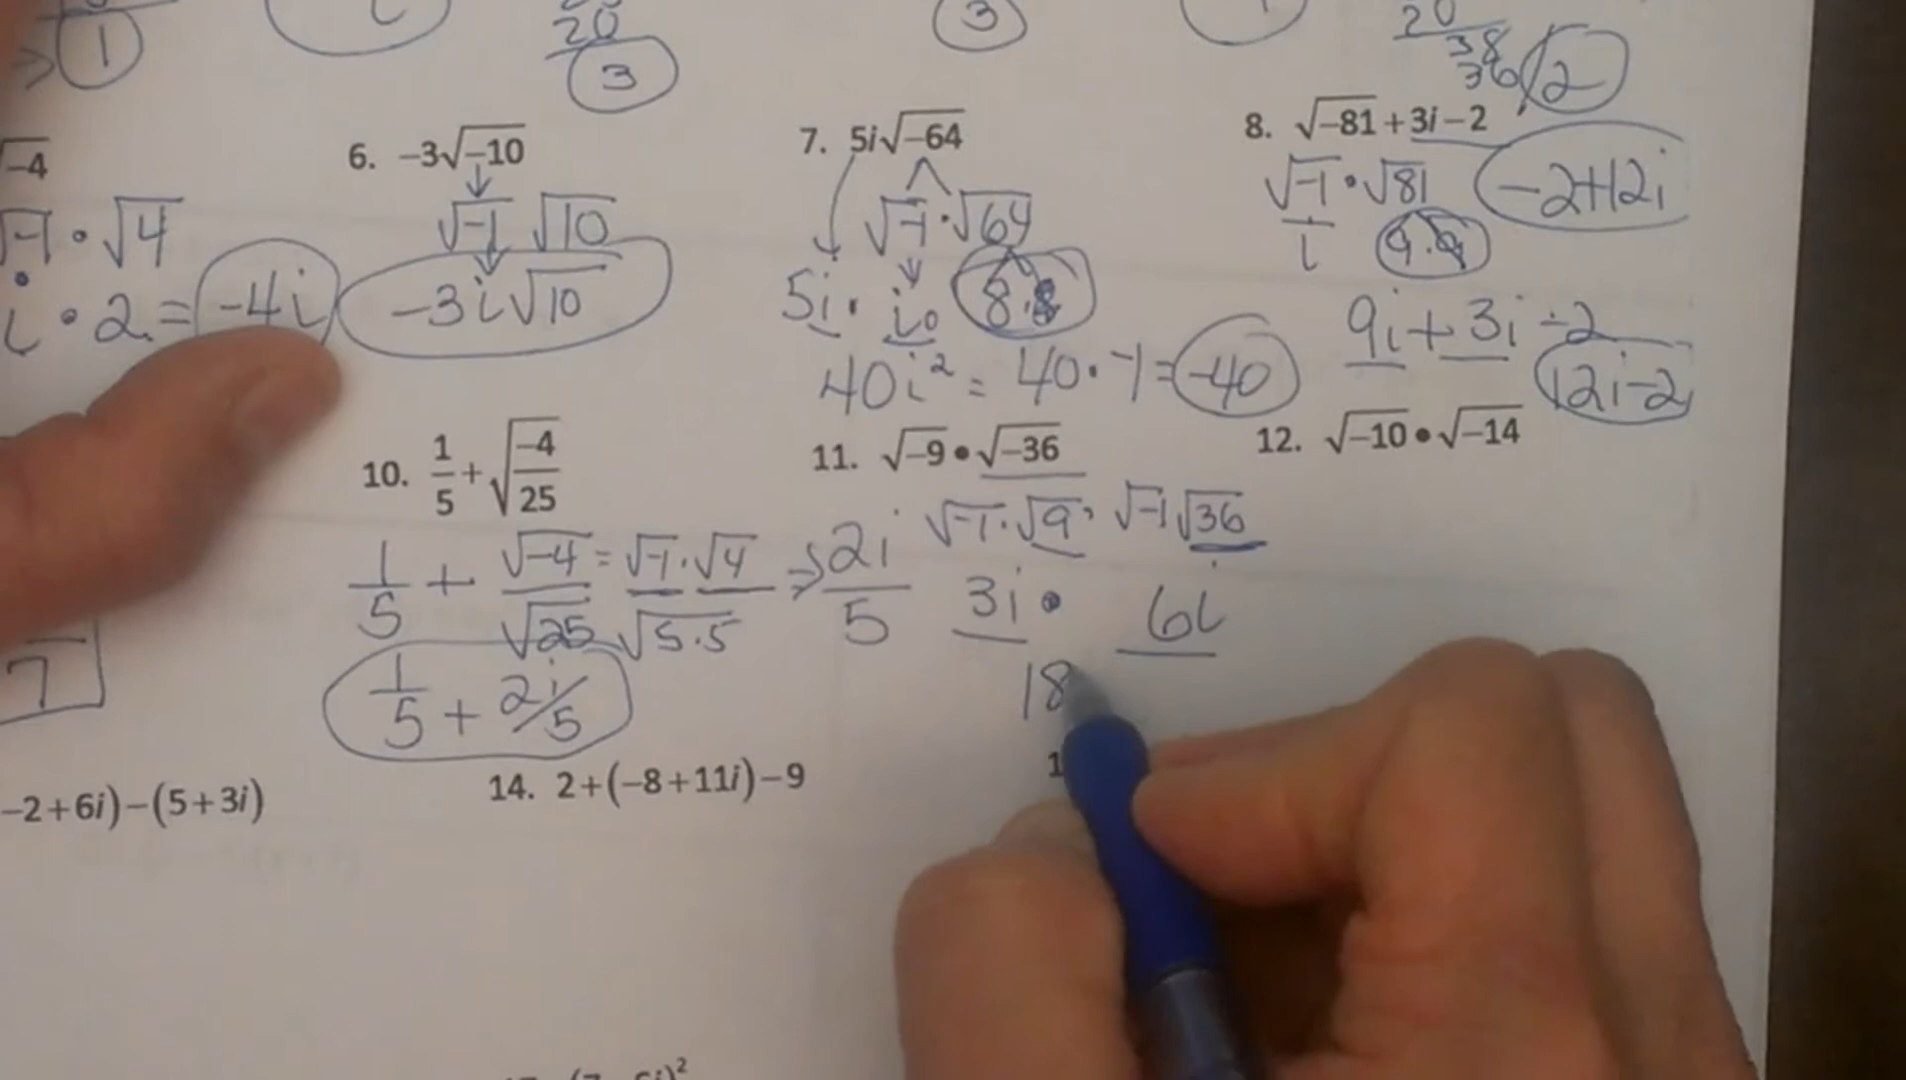 1
20
3
3
20
38
36
2
√-4
√-1 • √4
i • 2 = -4i
6. -3√-10
√-1 √10
-3i√10
7. 5i√-64
√-1 • √64
5i • i • 8.8
40i² = 40 • -1 = -40
8. √-81 + 3i - 2
√-1 • √81
i 9.9
-2+12i
9i + 3i - 2
12i-2
7
10. 1/5 + √(-4/25)
1/5 + √-4/√25 = √-1 • √4/√5.5 => 2i/5
1/5 + 2i/5
11. √-9 • √-36
√-1 • √9 • √-1 √36
3i • 6i
18
12. √-10 • √-14
-2+6i)-(5+3i)
14. 2+(-8+11i)-9
1